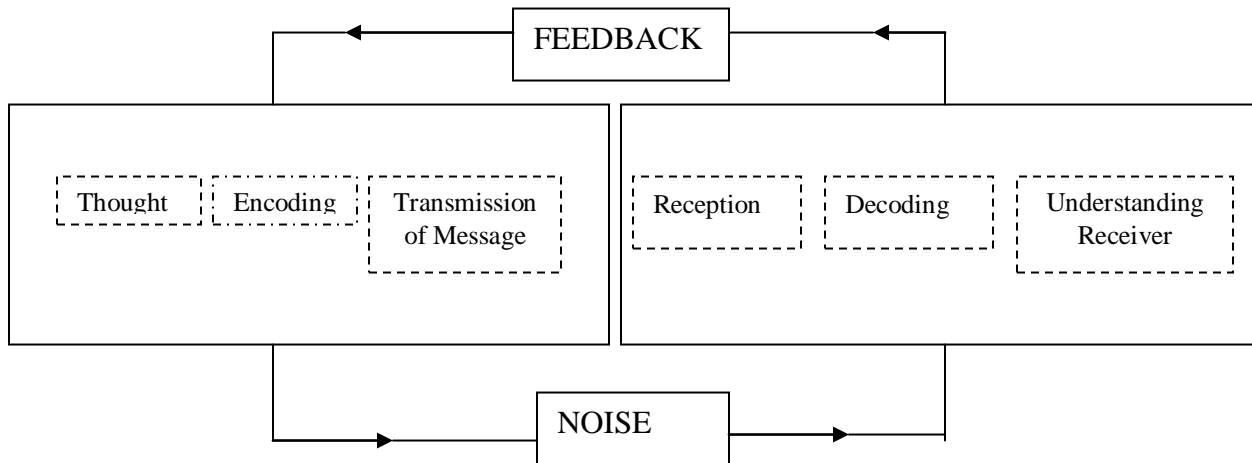 FEEDBACK
Thought
Encoding
Transmission
of Message
Reception
Decoding
Understanding
Receiver
NOISE